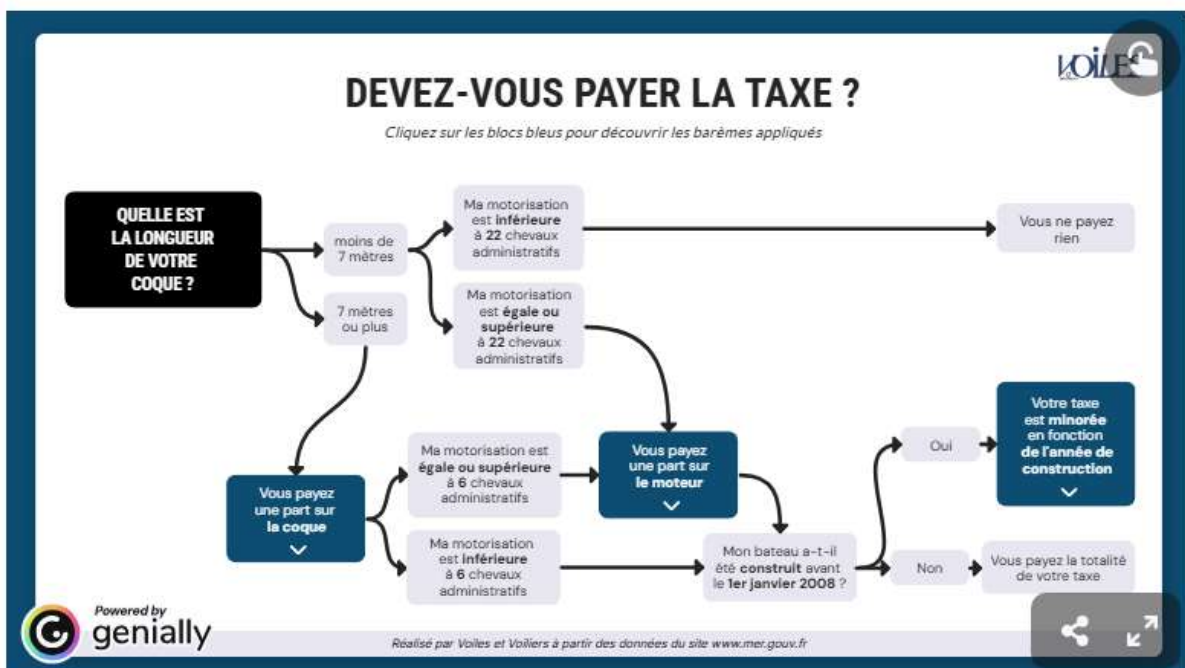 VOILES
DEVEZ-VOUS PAYER LA TAXE ?
Cliquez sur les blocs bleus pour découvrir les barèmes appliqués
QUELLE EST
LA LONGUEUR
DE VOTRE
COQUE ?
moins de
7 mètres
7 mètres
ou plus
Ma motorisation
est inférieure
à 22 chevaux
administratifs
Vous ne payez
rien
Ma motorisation
est égale ou
supérieure
à 22 chevaux
administratifs
Vous payez
une part sur
la coque
Ma motorisation est
égale ou supérieure
à 6 chevaux
administratifs
Ma motorisation
est inférieure
à 6 chevaux
administratifs
Vous payez
une part sur
le moteur
Mon bateau a-t-il
été construit avant
le 1er janvier 2008 ?
Oui
Votre taxe
est minorée
en fonction
de l'année de
construction
Non
Vous payez la totalité
de votre taxe
Powered by
genially
Réalisé par Voiles et Voiliers à partir des données du site www.mer.gouv.fr